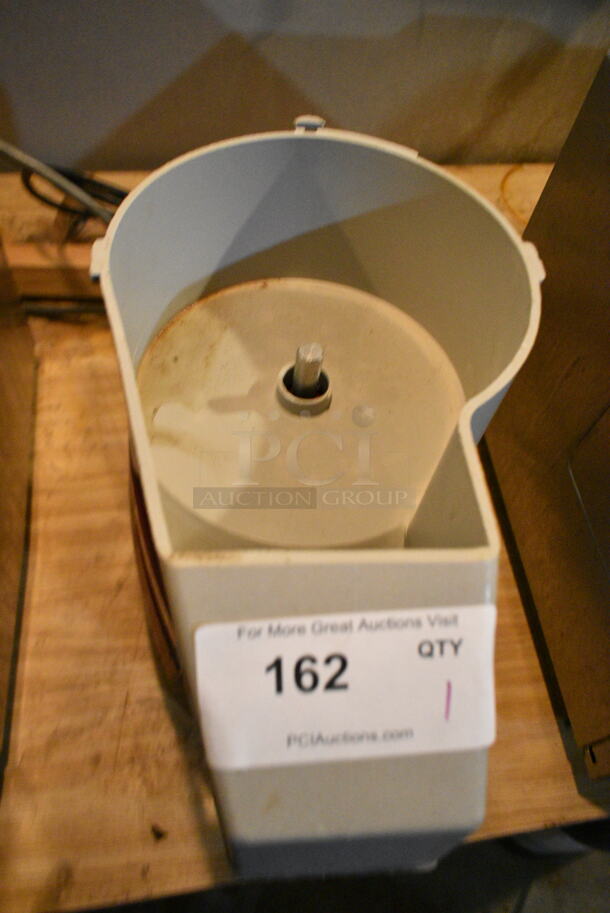 PCI
AUCTION GROUP
For More Great Auctions Visit
162
QTY
1
PCIAuctions.com